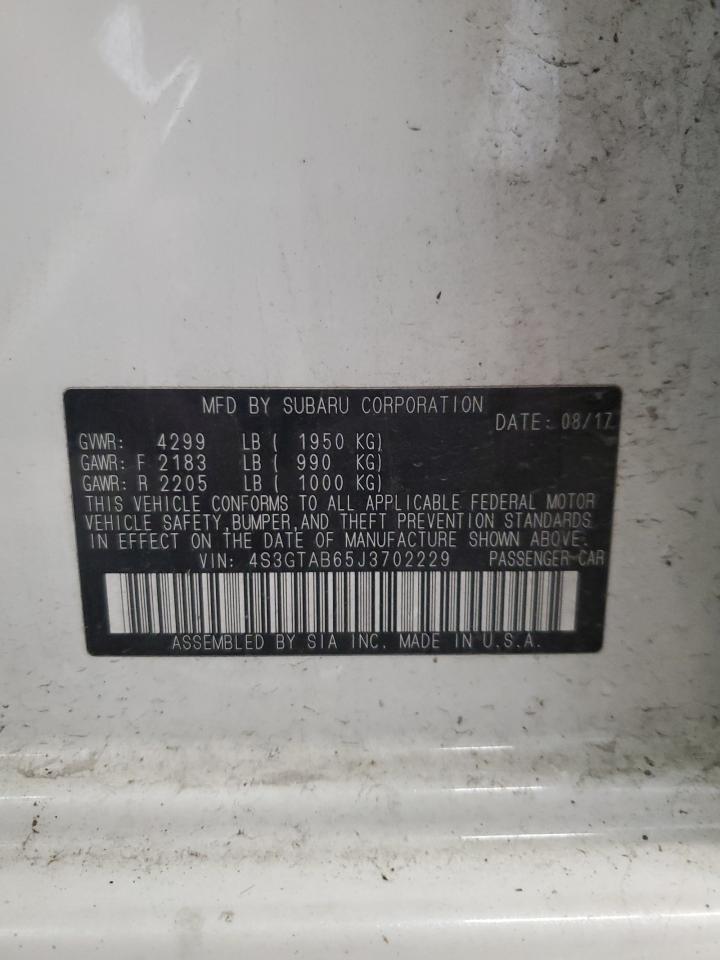 MFD BY SUBARU CORPORATION
DATE: 08/17
GVWR: 4299 LB ( 1950 KG)
GAWR: F 2183 LB ( 990 KG)
GAWR: R 2205 LB ( 1000 KG)
THIS VEHICLE CONFORMS TO ALL APPLICABLE FEDERAL MOTOR
VEHICLE SAFETY, BUMPER, AND THEFT PREVENTION STANDARDS
IN EFFECT ON THE DATE OF MANUFACTURE SHOWN ABOVE.
VIN: 4S3GTAB65J3702229 PASSENGER CAR
ASSEMBLED BY SIA INC. MADE IN U.S.A.